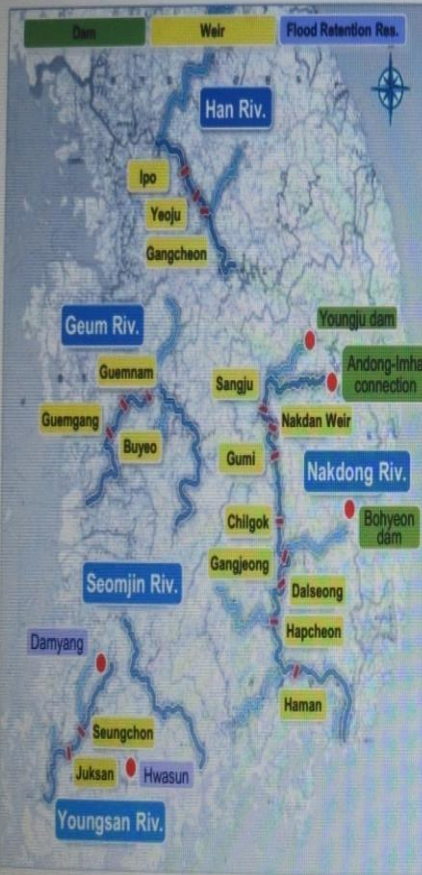 Dam Weir Flood Retention Res.
Han Riv.
Ipo
Yeoju
Gangcheon
Geum Riv.
Youngju dam
Guemnam
Sangju
Andong-Imha
connection
Guemgang
Nakdan Weir
Buyeo
Gumi
Nakdong Riv.
Chilgok
Bohyeon
dam
Gangjeong
Seomjin Riv.
Dalseong
Hapcheon
Damyang
Haman
Seungchon
Juksan
Hwasun
Youngsan Riv.